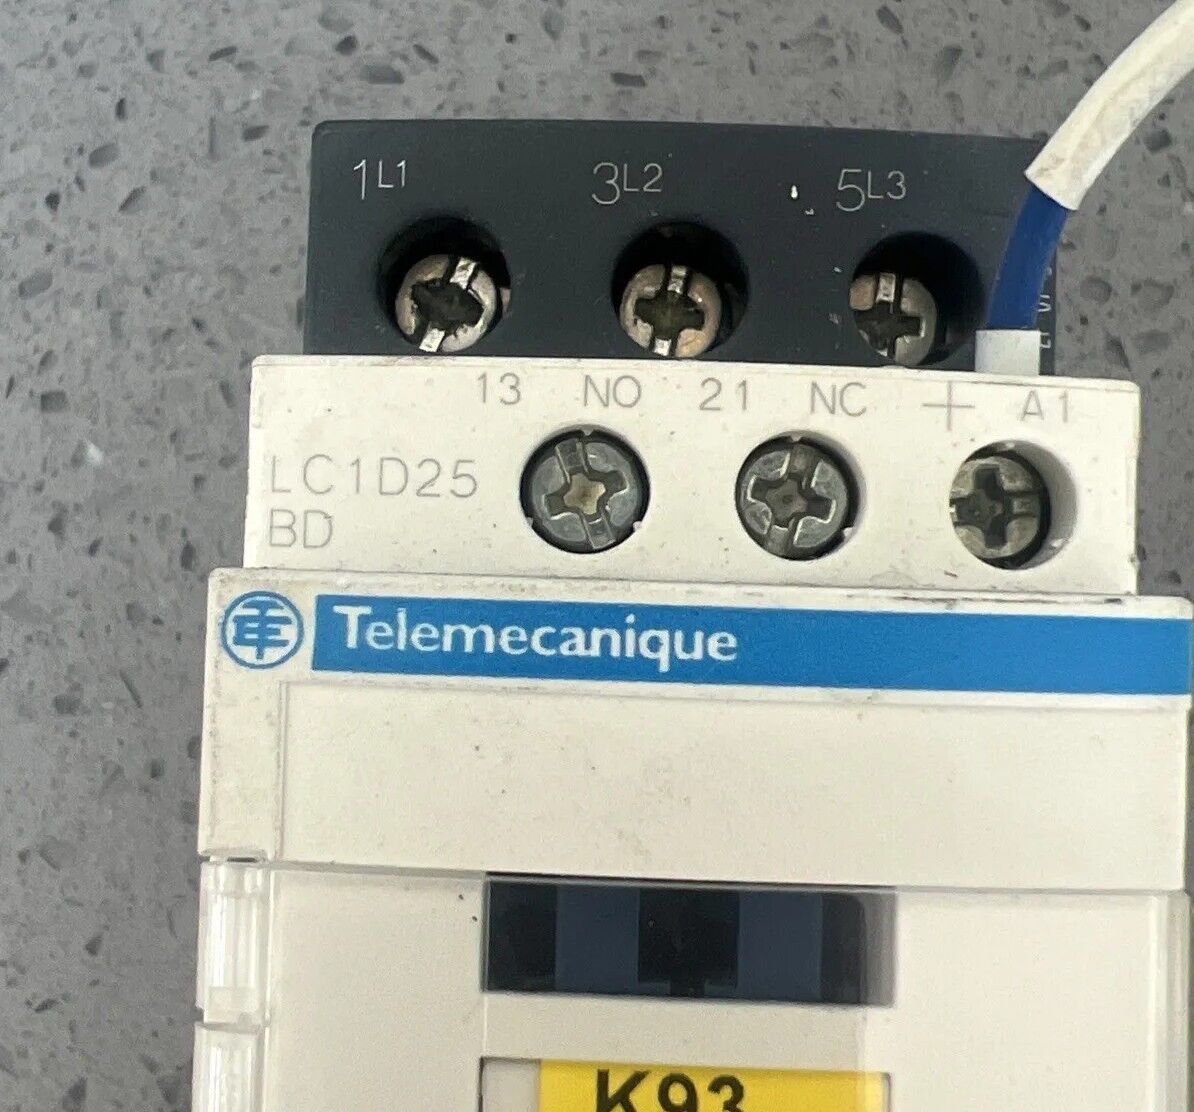 1L1 3L2 5L3
13 NO 21 NC + A1
LC1D25
BD
Telemecanique
K93